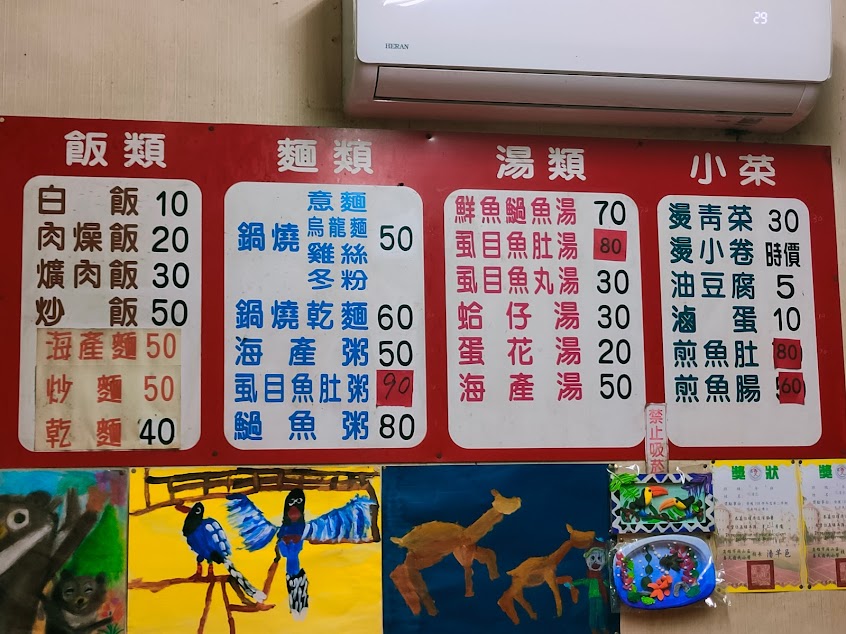 29
HERAN
飯類
白飯 10
肉燥飯 20
爌肉飯 30
炒飯 50
海產麵 50
炒麵 50
乾麵 40
麵類
鍋燒 意麵 烏龍麵 雞絲 冬粉 50
鍋燒乾麵 60
海產粥 50
虱目魚肚粥 90
䱽魚粥 80
湯類
鮮魚䱽魚湯 70
虱目魚肚湯 80
虱目魚丸湯 30
蛤仔湯 30
蛋花湯 20
海產湯 50
小菜
燙靑菜 30
燙小卷 時價
油豆腐 5
滷蛋 10
煎魚肚 80
煎魚腸 60
禁止吸菸
獎狀
獎